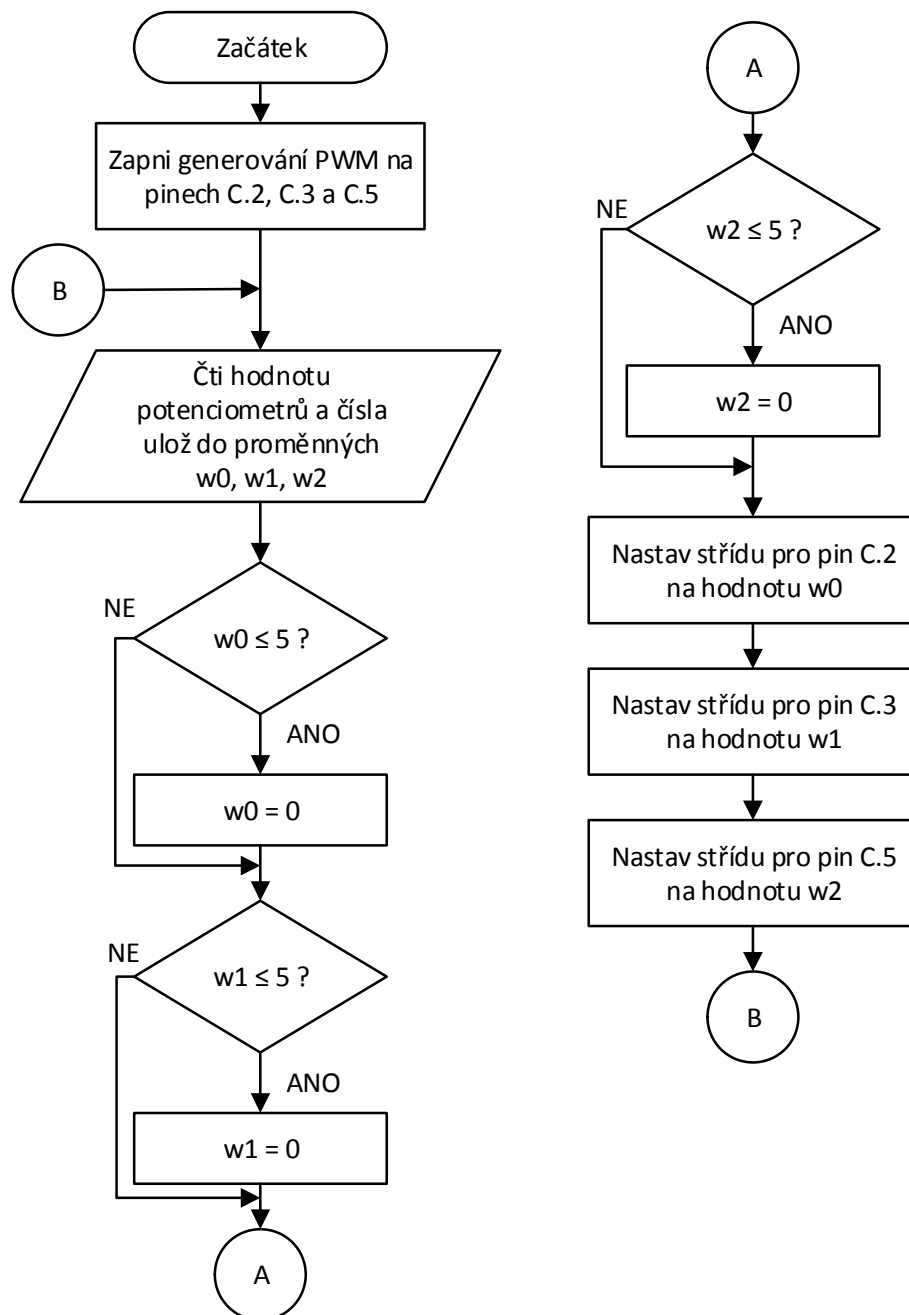 Začátek
Zapni generování PWM na
pinech C.2, C.3 a C.5
B
Čti hodnotu
potenciometrů a čísla
ulož do proměnných
w0, w1, w2
NE
w0 ≤ 5 ?
ANO
w0 = 0
NE
w1 ≤ 5 ?
ANO
w1 = 0
A
A
NE
w2 ≤ 5 ?
ANO
w2 = 0
Nastav střídu pro pin C.2
na hodnotu w0
Nastav střídu pro pin C.3
na hodnotu w1
Nastav střídu pro pin C.5
na hodnotu w2
B